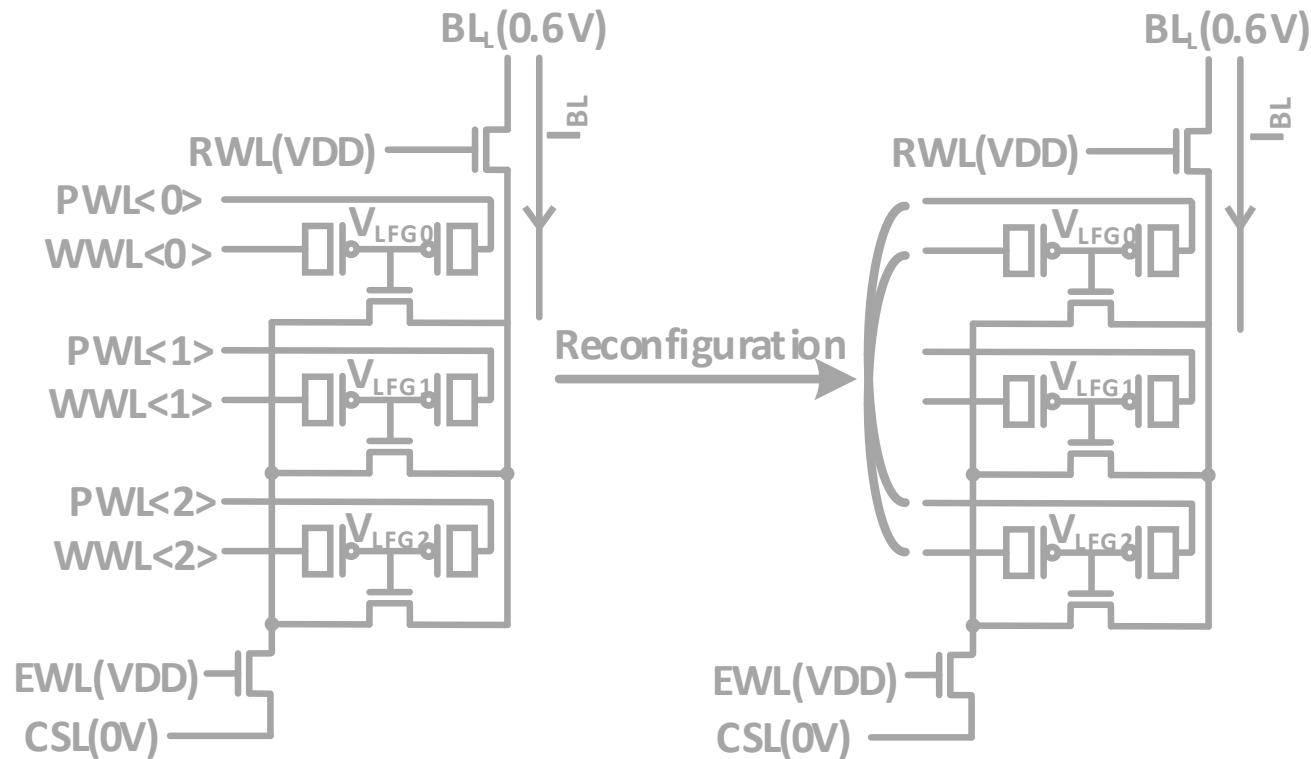 BL_L(0.6V)
I_BL
RWL(VDD)
PWL<0>
V_LFG0
WWL<0>
PWL<1>
V_LFG1
WWL<1>
PWL<2>
V_LFG2
WWL<2>
EWL(VDD)
CSL(0V)
Reconfiguration
BL_L(0.6V)
I_BL
RWL(VDD)
V_LFG0
V_LFG1
V_LFG2
EWL(VDD)
CSL(0V)